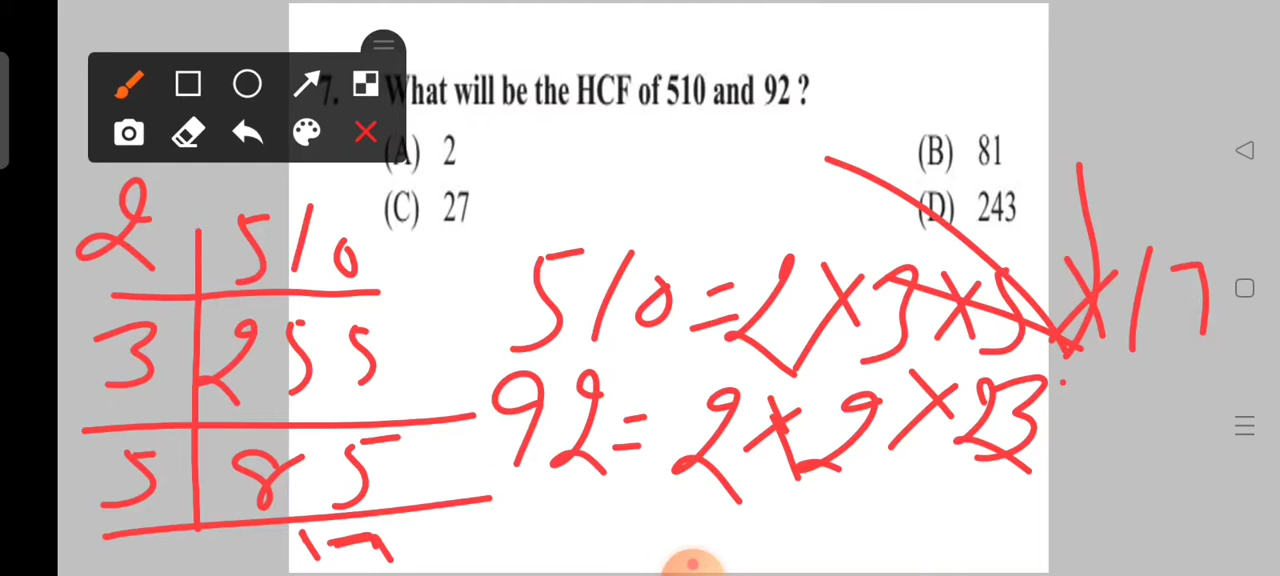 7. What will be the HCF of 510 and 92 ?
(A) 2 (B) 81
(C) 27 (D) 243
2 510
3 255
5 85
17
510 = 2 × 3 × 5 × 17
92 = 2 × 2 × 23